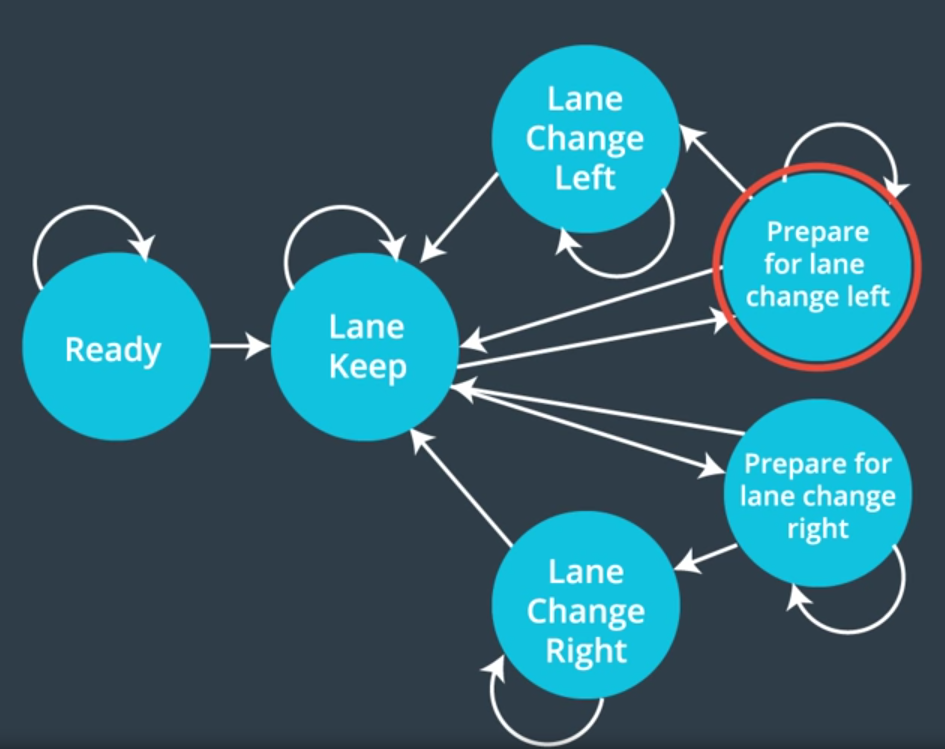 Lane
Change
Left
Prepare
for lane
change left
Ready
Lane
Keep
Prepare for
lane change
right
Lane
Change
Right